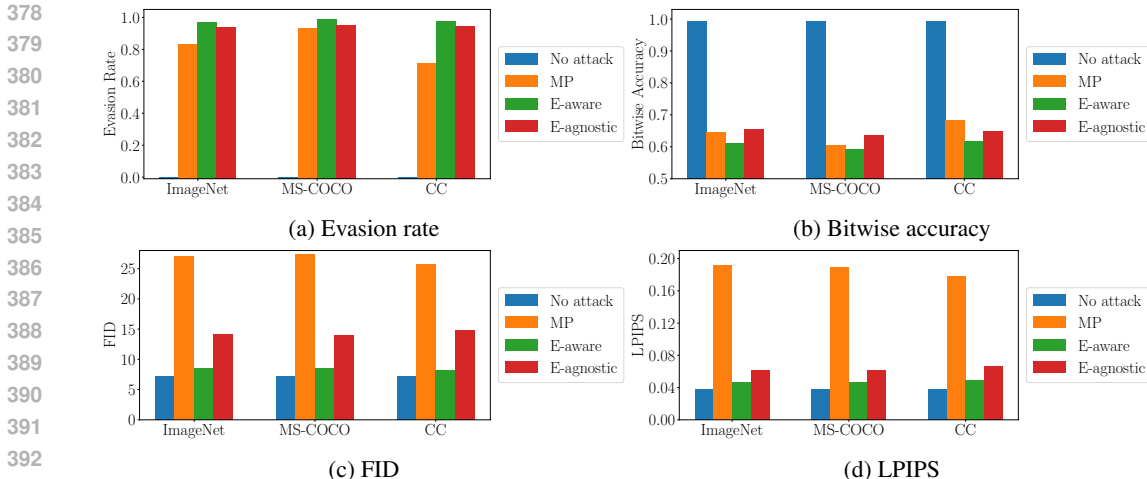 378
379
380
381
382
383
384
385
386
387
388
389
390
391
392
1.0
0.8
0.6
0.4
0.2
0.0
Evasion Rate
ImageNet MS-COCO CC
No attack
MP
E-aware
E-agnostic
(a) Evasion rate
1.0
0.9
0.8
0.7
0.6
0.5
Bitwise Accuracy
ImageNet MS-COCO CC
No attack
MP
E-aware
E-agnostic
(b) Bitwise accuracy
25
20
15
10
5
0
FID
ImageNet MS-COCO CC
No attack
MP
E-aware
E-agnostic
(c) FID
0.20
0.16
0.12
0.08
0.04
0.00
LPIPS
ImageNet MS-COCO CC
No attack
MP
E-aware
E-agnostic
(d) LPIPS